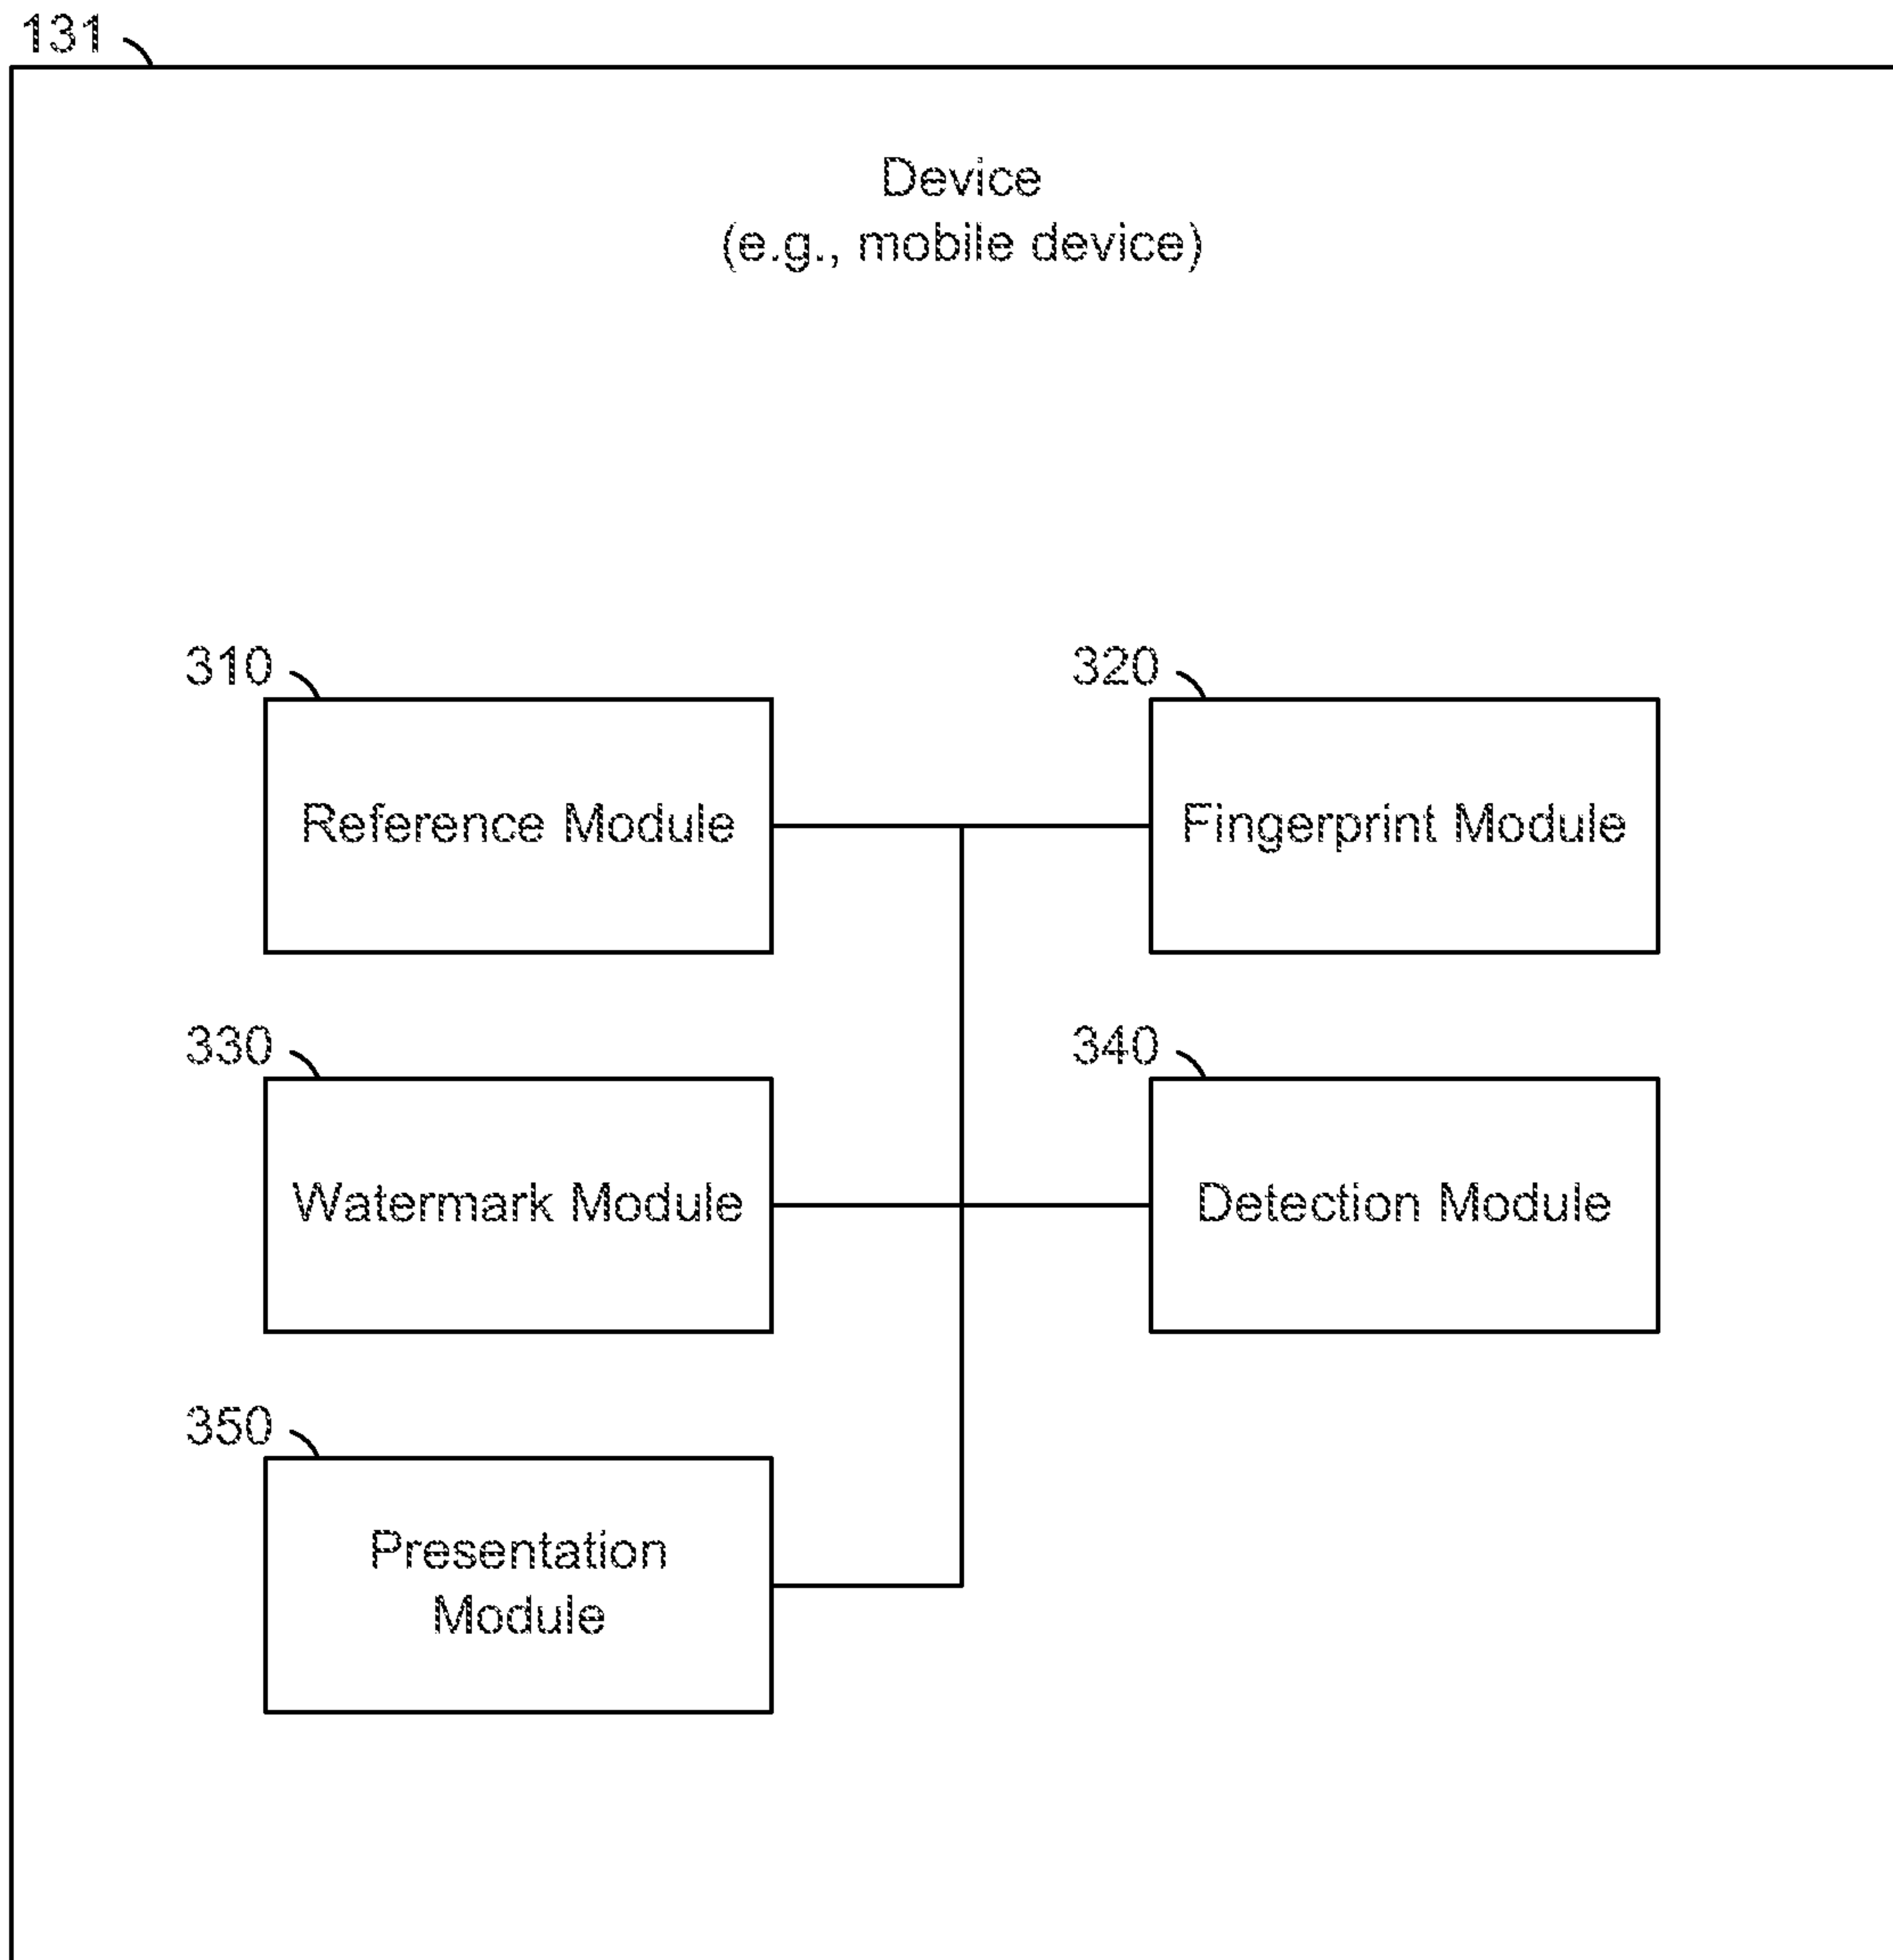 131
Device
(e.g., mobile device)
310
320
Reference Module
Fingerprint Module
330
340
Watermark Module
Detection Module
350
Presentation
Module